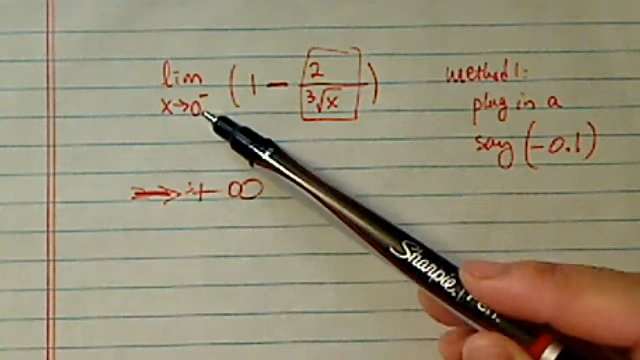 lim x→0⁻ (1 - 2/∛x)
→ + ∞
method 1:
plug in a
say (-0.1)
Sharpie Pen.